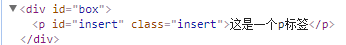 ▼<div id="box">
<p id="insert" class="insert">这是一个p标签</p>
</div>